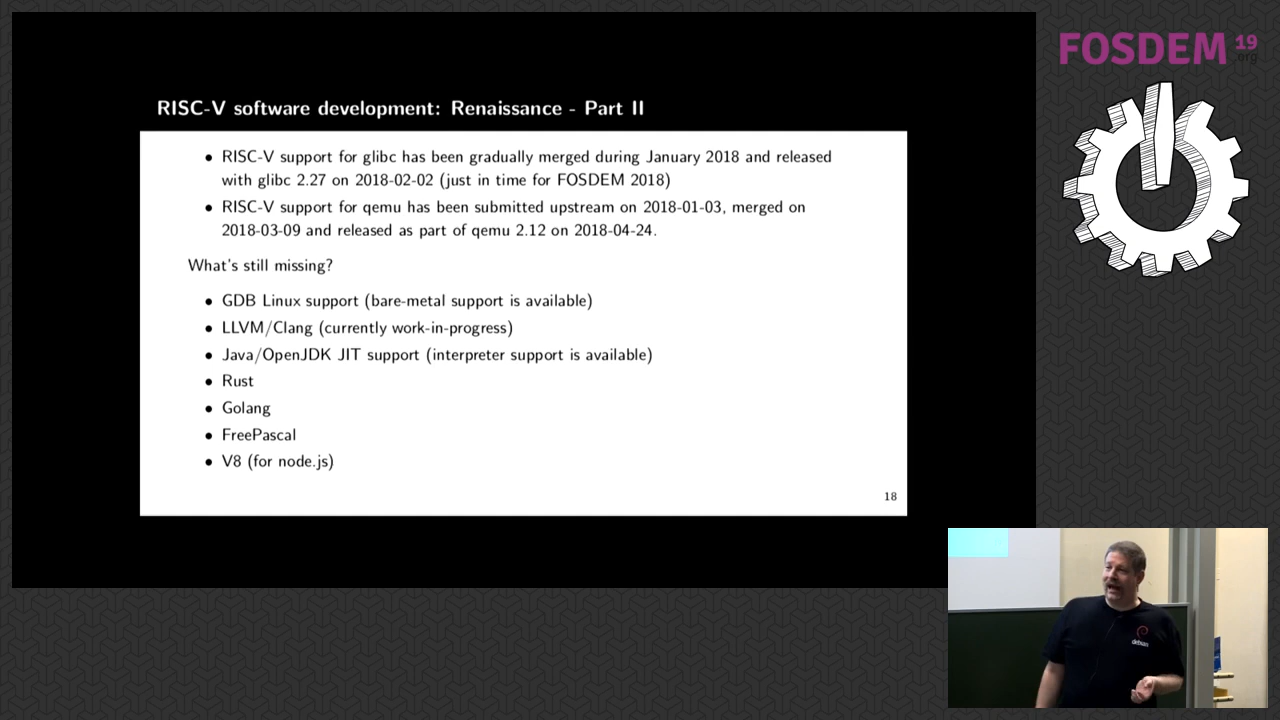 FOSDEM 19
.org
RISC-V software development: Renaissance - Part II
• RISC-V support for glibc has been gradually merged during January 2018 and released
with glibc 2.27 on 2018-02-02 (just in time for FOSDEM 2018)
• RISC-V support for qemu has been submitted upstream on 2018-01-03, merged on
2018-03-09 and released as part of qemu 2.12 on 2018-04-24.
What's still missing?
• GDB Linux support (bare-metal support is available)
• LLVM/Clang (currently work-in-progress)
• Java/OpenJDK JIT support (interpreter support is available)
• Rust
• Golang
• FreePascal
• V8 (for node.js)
18
debian